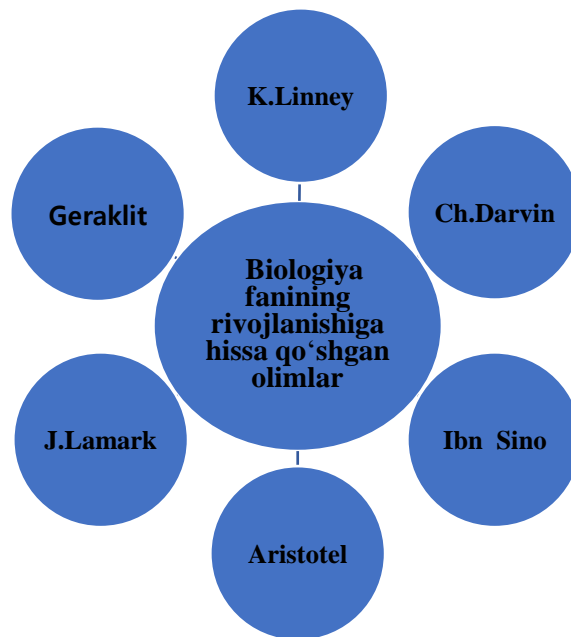 K.Linney
Geraklit
Ch.Darvin
Biologiya
fanining
rivojlanishiga
hissa qo‘shgan
olimlar
J.Lamark
Ibn Sino
Aristotel